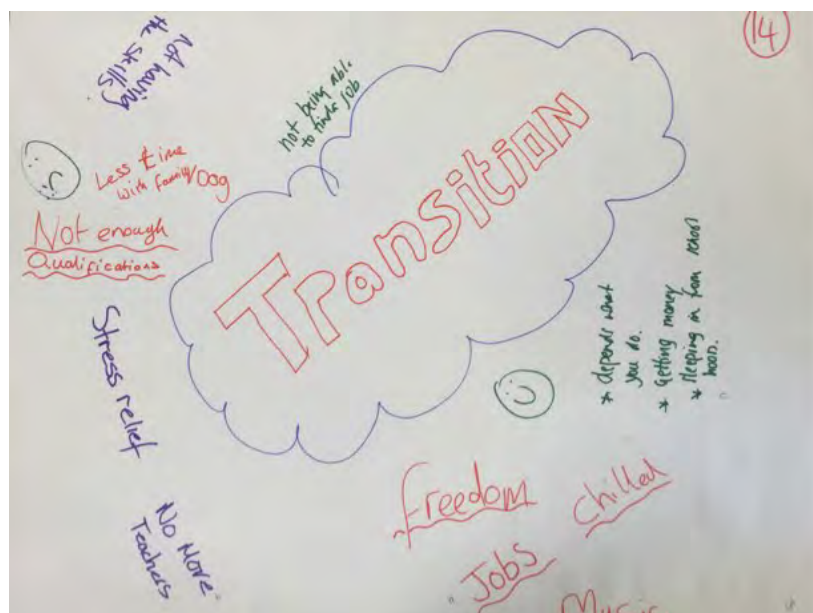 14
not having
the skills
not being able
to find a job
Less time
with family/Dog
Not enough
Qualifications
Transition
* depends what
you do.
* Getting money
* sleeping in from school
Stress relief
freedom
chilled
No More
Teachers
Jobs